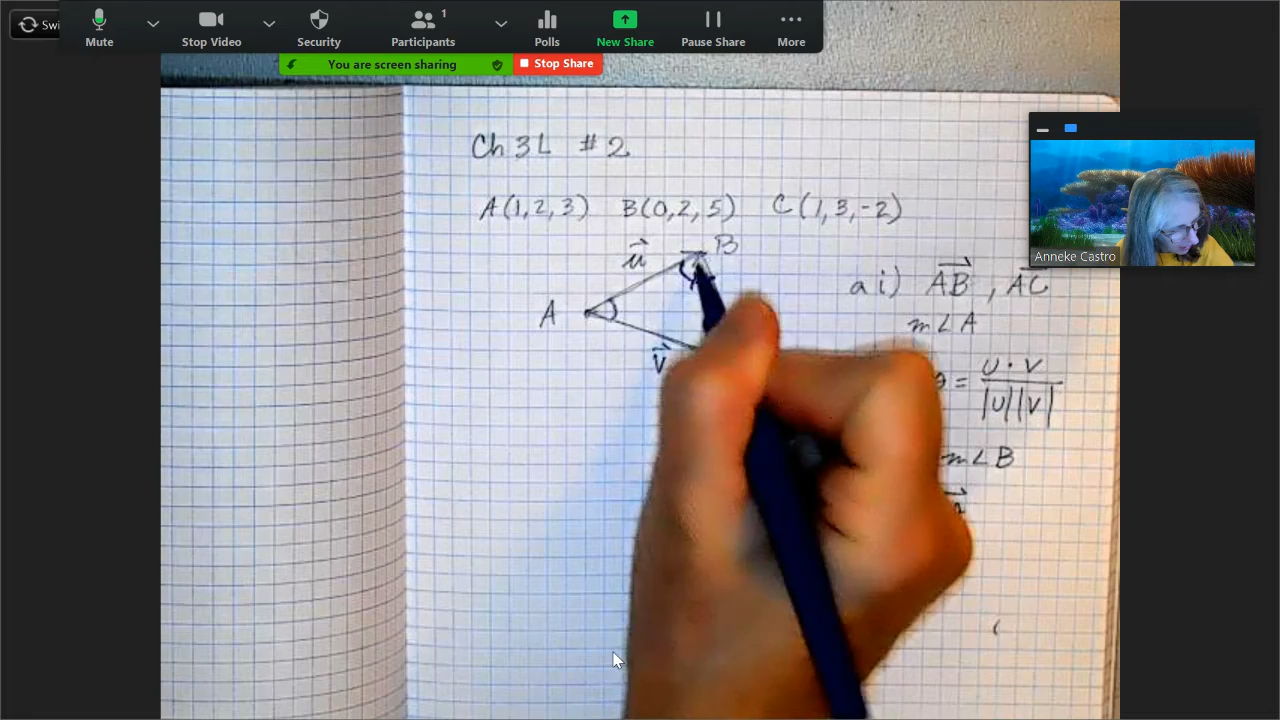 Swi
Mute
Stop Video
Security
Participants
1
Polls
New Share
Pause Share
More
You are screen sharing
Stop Share
Ch 3L #2
A(1,2,3) B(0,2,5) C(1,3,-2)
u⃗
B
A
v⃗
a i) AB⃗ , AC⃗
m∠A
θ = U · V
|U||V|
m∠B
Anneke Castro